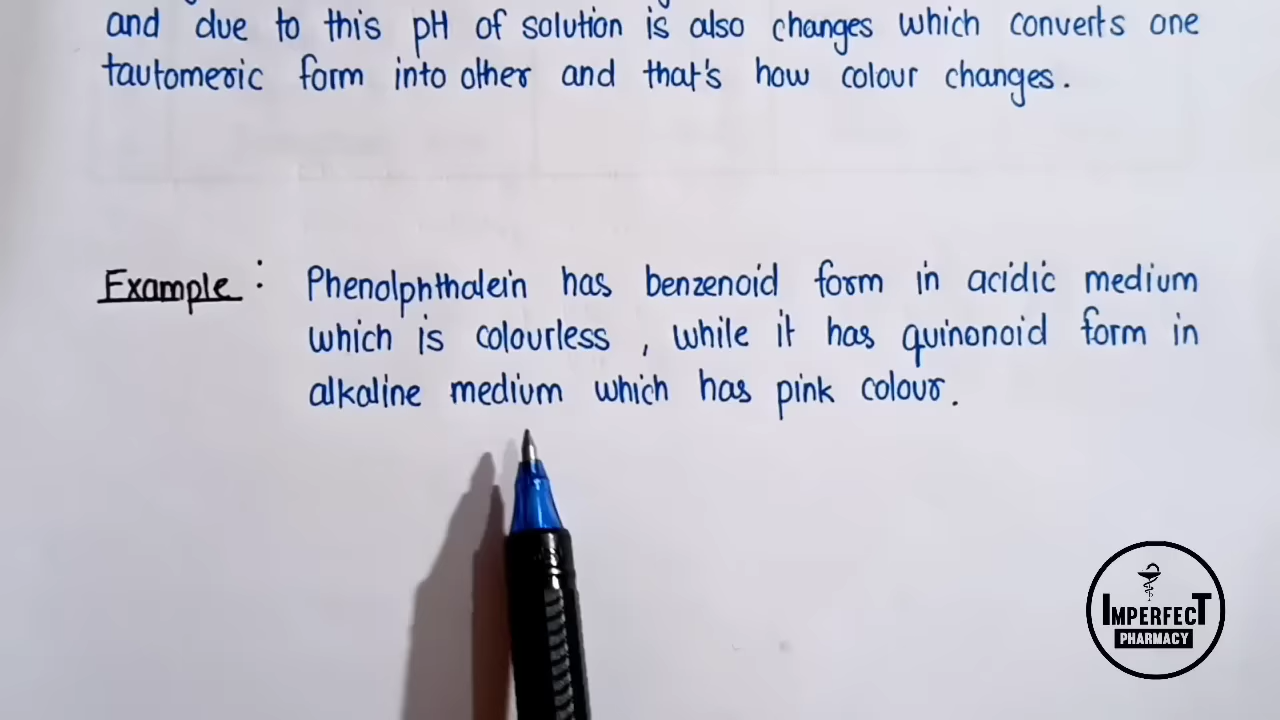 and due to this pH of solution is also changes which converts one
tautomeric form into other and that's how colour changes.
Example : Phenolphthalein has benzenoid form in acidic medium
which is colourless , while it has quinonoid form in
alkaline medium which has pink colour.
IMPERFECT
PHARMACY